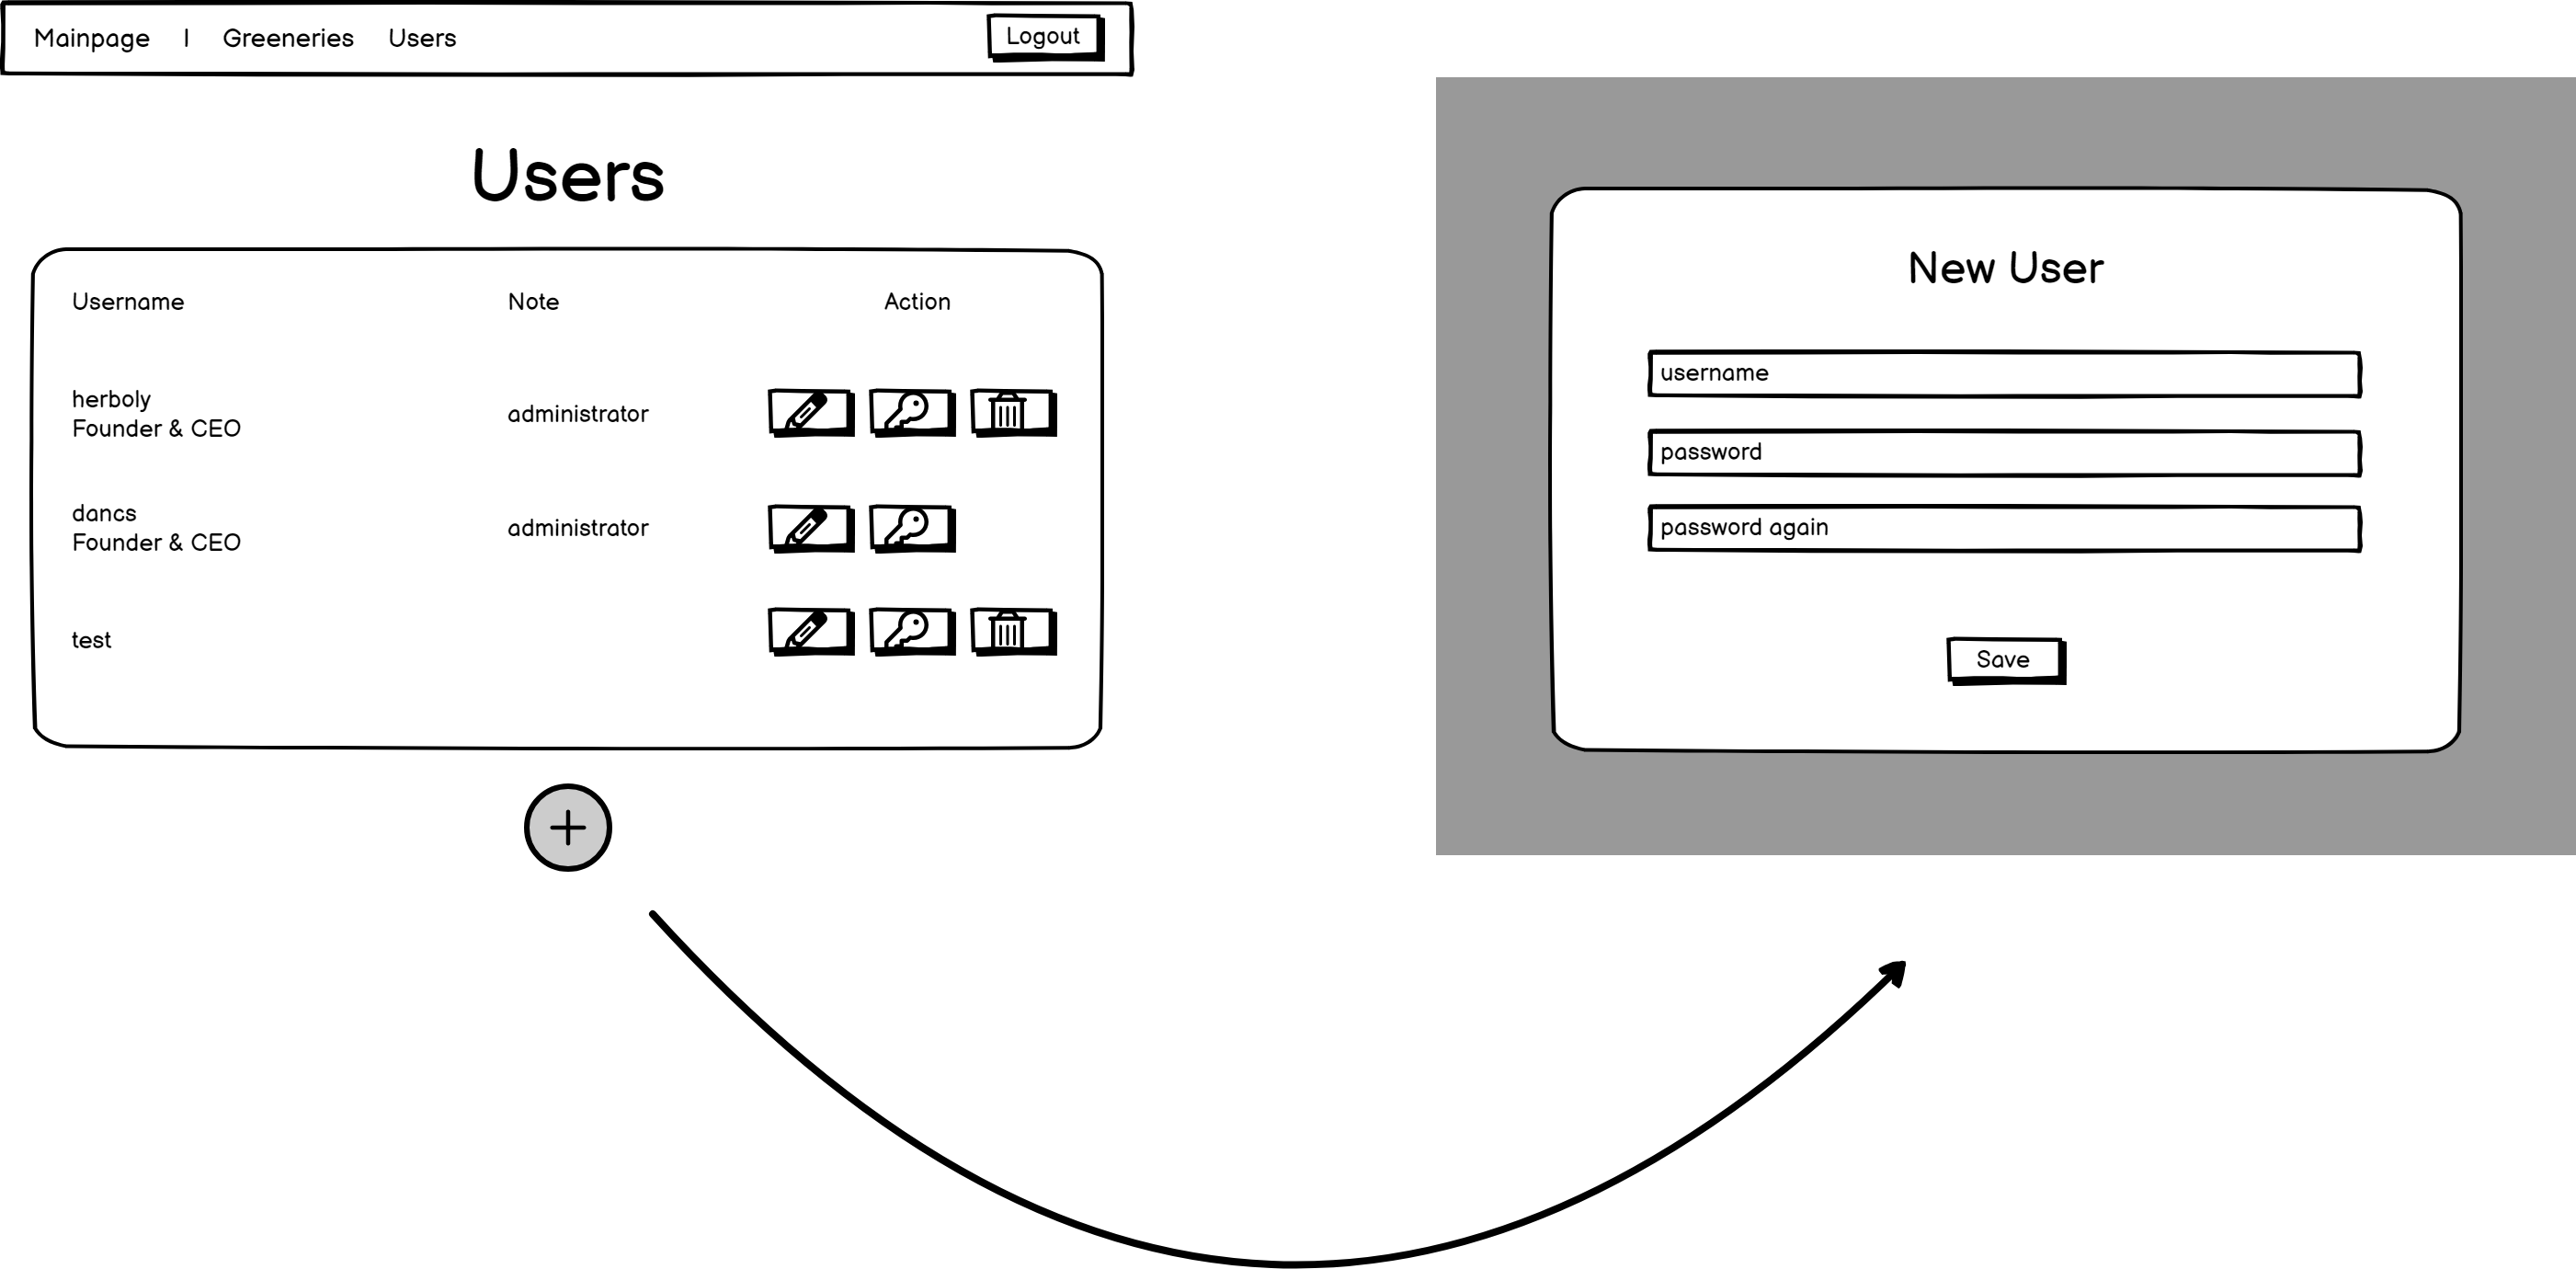 Mainpage | Greeneries Users Logout
Users
Username Note Action
herboly
Founder & CEO
administrator
dancs
Founder & CEO
administrator
test
New User
username
password
password again
Save